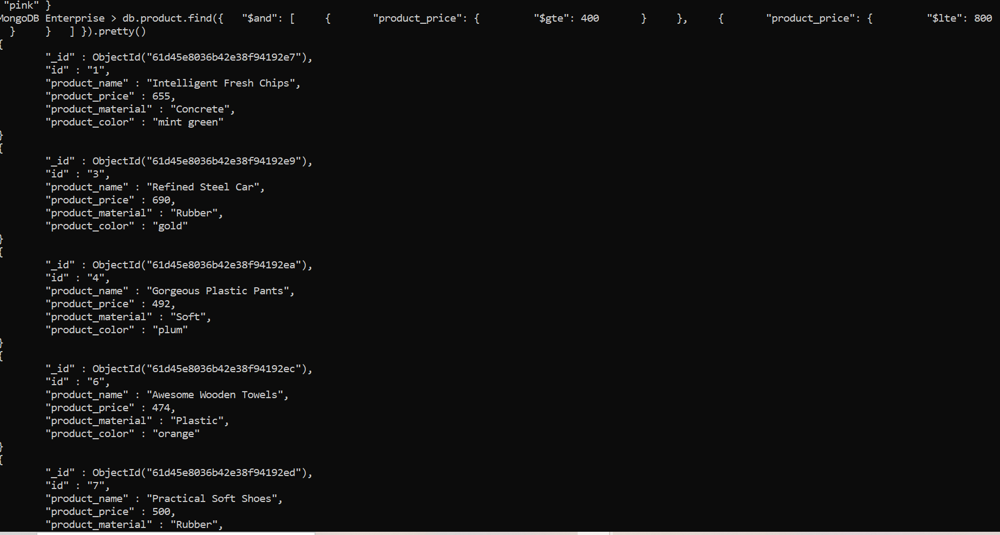 "pink" }
MongoDB Enterprise > db.product.find({   "$and": [     {       "product_price": {         "$gte": 400       }     },     {       "product_price": {         "$lte": 800
  }     }   ] }).pretty()
{
        "_id" : ObjectId("61d45e8036b42e38f94192e7"),
        "id" : "1",
        "product_name" : "Intelligent Fresh Chips",
        "product_price" : 655,
        "product_material" : "Concrete",
        "product_color" : "mint green"
}
{
        "_id" : ObjectId("61d45e8036b42e38f94192e9"),
        "id" : "3",
        "product_name" : "Refined Steel Car",
        "product_price" : 690,
        "product_material" : "Rubber",
        "product_color" : "gold"
}
{
        "_id" : ObjectId("61d45e8036b42e38f94192ea"),
        "id" : "4",
        "product_name" : "Gorgeous Plastic Pants",
        "product_price" : 492,
        "product_material" : "Soft",
        "product_color" : "plum"
}
{
        "_id" : ObjectId("61d45e8036b42e38f94192ec"),
        "id" : "6",
        "product_name" : "Awesome Wooden Towels",
        "product_price" : 474,
        "product_material" : "Plastic",
        "product_color" : "orange"
}
{
        "_id" : ObjectId("61d45e8036b42e38f94192ed"),
        "id" : "7",
        "product_name" : "Practical Soft Shoes",
        "product_price" : 500,
        "product_material" : "Rubber",